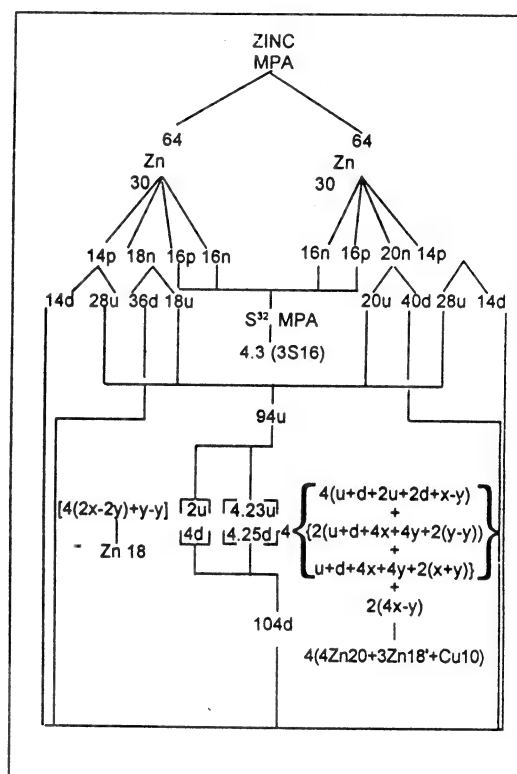 ZINC
MPA
64 64
Zn Zn
30 30
14p 18n 16p 16n 16n 16p 20n 14p
14d 28u 36d 18u 20u 40d 28u 14d
S³² MPA
4.3 (3S16)
94u
[4(2x-2y)+y-y] 2u 4.23u 4(u+d+2u+2d+x-y)
+
- Zn 18 4d 4.25d 4 {2(u+d+4x+4y+2(y-y))
+
u+d+4x+4y+2(x+y)}
+
104d 2(4x-y)
4(4Zn20+3Zn18'+Cu10)